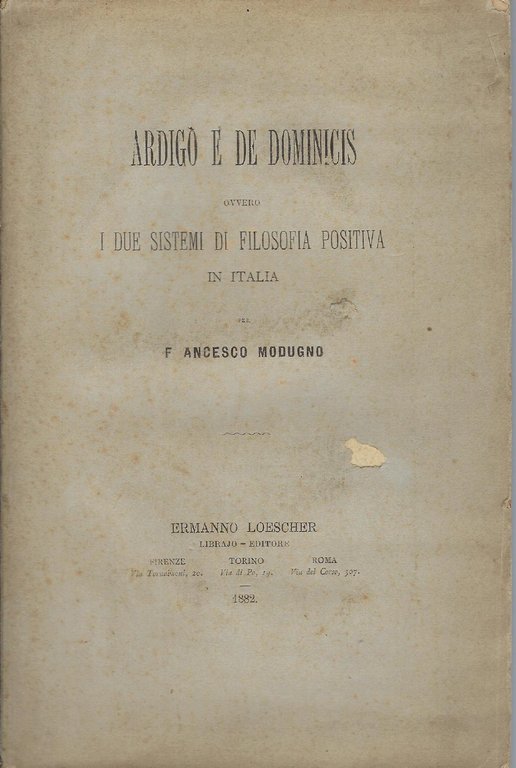 ARDIGÒ E DE DOMINICIS
OVVERO
I DUE SISTEMI DI FILOSOFIA POSITIVA
IN ITALIA
PER
F ANCESCO MODUGNO
ERMANNO LOESCHER
LIBRAJO - EDITORE
FIRENZE TORINO ROMA
Via Tornabuoni, 20. Via di Po, 19. Via del Corso, 307.
1882.